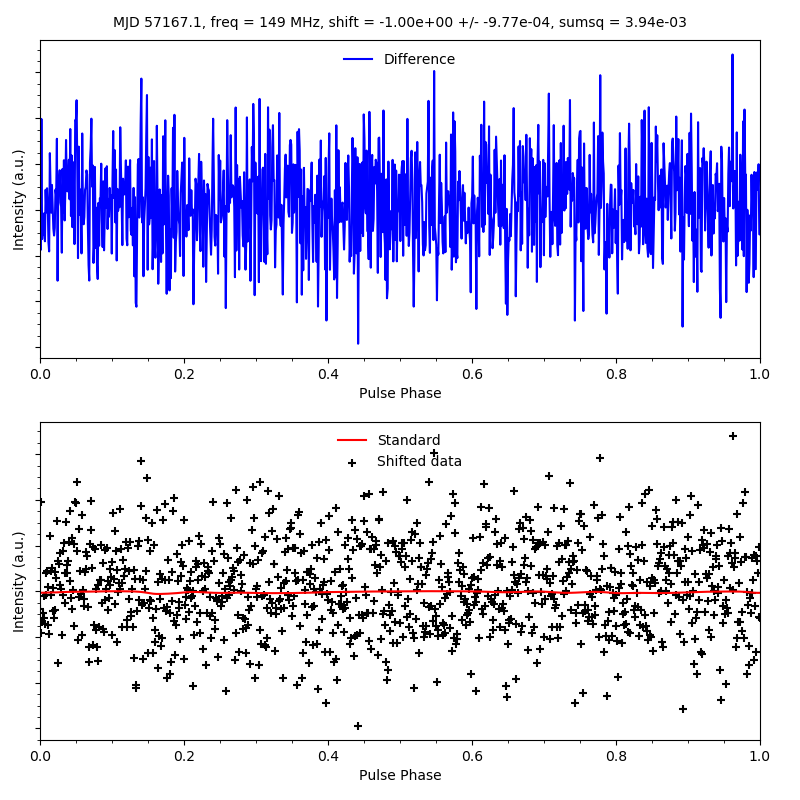 MJD 57167.1, freq = 149 MHz, shift = -1.00e+00 +/- -9.77e-04, sumsq = 3.94e-03
Difference
Intensity (a.u.)
0.0 0.2 0.4 0.6 0.8 1.0
Pulse Phase
Standard
Shifted data
Intensity (a.u.)
0.0 0.2 0.4 0.6 0.8 1.0
Pulse Phase